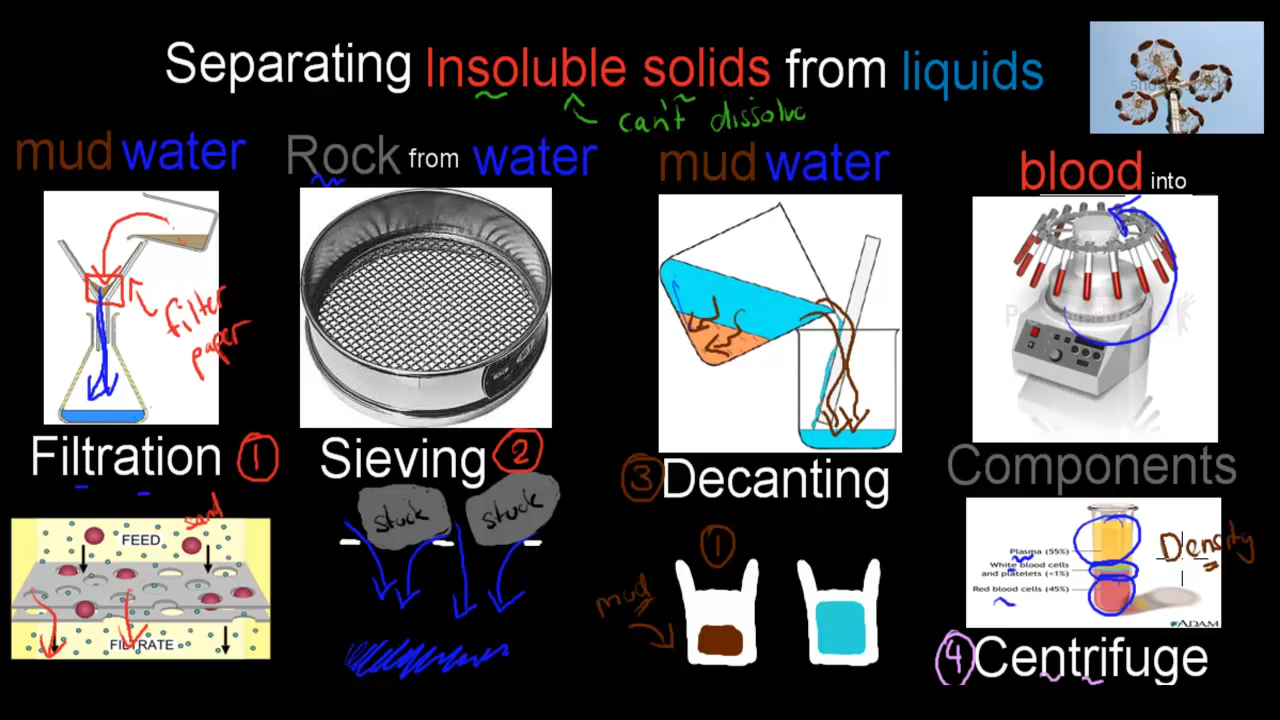 Separating Insoluble solids from liquids
can't dissolve
mud water
filter
paper
Filtration 1
sand
FEED
FILTRATE
Rock from water
Sieving 2
stuck stuck
mud water
3 Decanting
1
mud
blood into
Components
Plasma (55%)
White blood cells
and platelets (<1%)
Red blood cells (45%)
Density
ADAM
4 Centrifuge